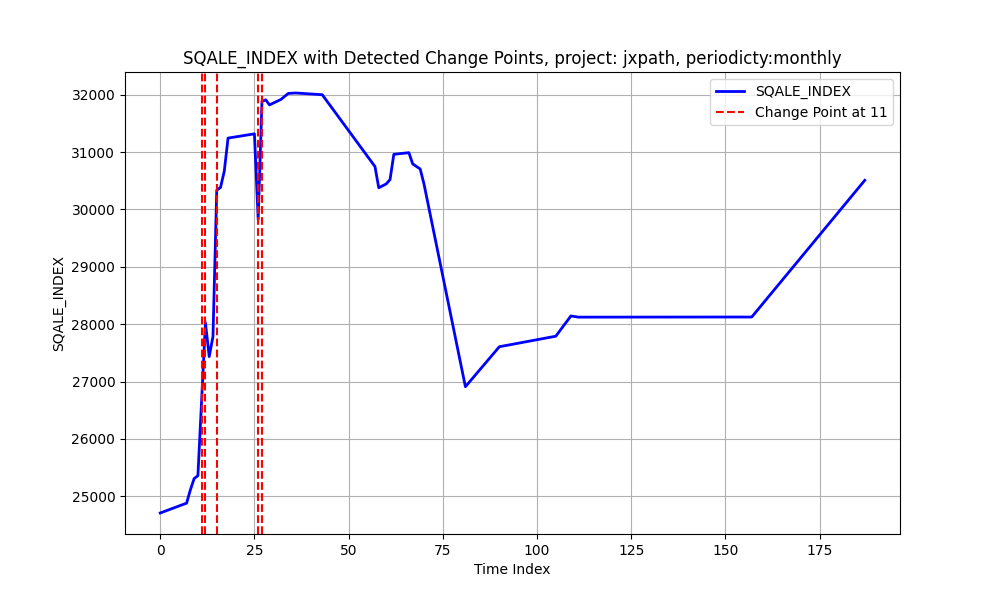 SQALE_INDEX with Detected Change Points, project: jxpath, periodicty:monthly
SQALE_INDEX
Change Point at 11
SQALE_INDEX
32000
31000
30000
29000
28000
27000
26000
25000
0 25 50 75 100 125 150 175
Time Index